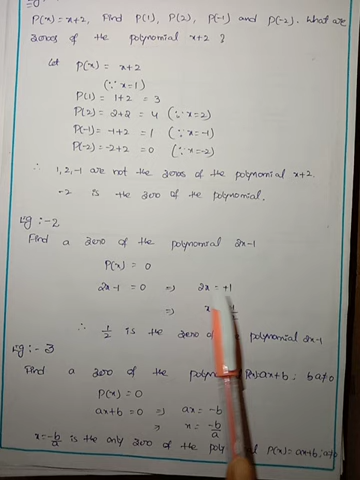 P(x) = x+2, Find P(1), P(2), P(-1) and P(-2). What are
zeroes of the polynomial x+2 ?
Let P(x) = x+2
(∵ x=1)
P(1) = 1+2 = 3
P(2) = 2+2 = 4 (∵ x=2)
P(-1) = -1+2 = 1 (∵ x=-1)
P(-2) = -2+2 = 0 (∵ x=-2)
∴ 1, 2, -1 are not the zeros of the polynomial x+2.
-2 is the zero of the polynomial.
Eg :- 2
Find a zero of the polynomial 2x-1
P(x) = 0
2x-1 = 0 ⇒ 2x = +1
⇒ x
∴ 1/2 is the zero of polynomial 2x-1
Eg :- 3
Find a zero of the P(x)=ax+b ; a≠0
P(x) = 0
ax+b = 0 ⇒ ax = -b
⇒ x = -b/a
x = -b/a is the only zero of the P(x) = ax+b ; a≠0